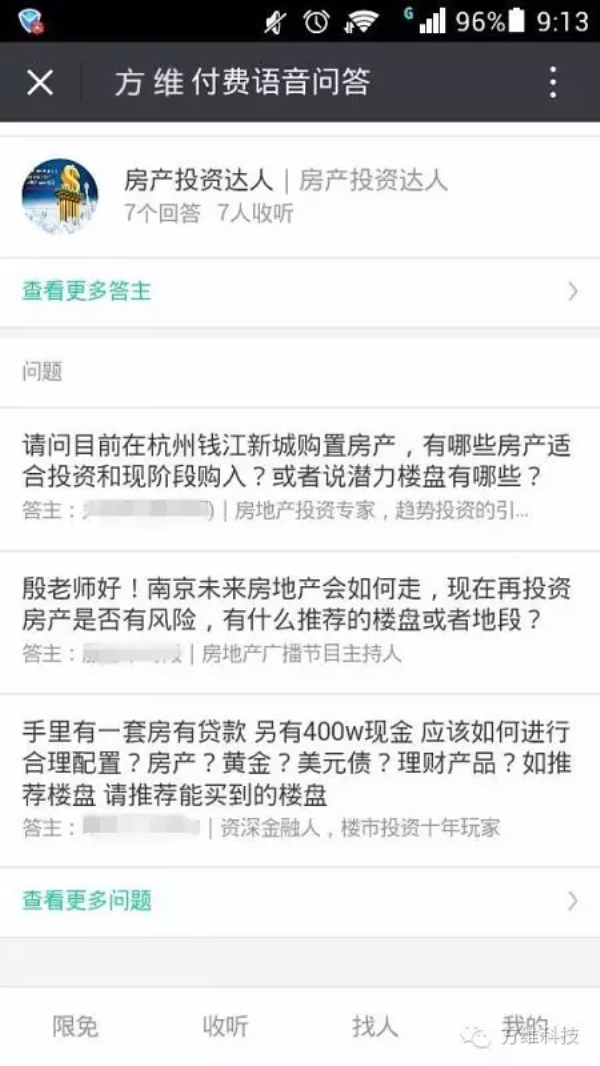 G 96% 9:13
方维付费语音问答
房产投资达人 | 房产投资达人
7个回答 7人收听
查看更多答主
问题
请问目前在杭州钱江新城购置房产，有哪些房产适
合投资和现阶段购入？或者说潜力楼盘有哪些？
答主： ) | 房地产投资专家，趋势投资的引...
殷老师好！南京未来房地产会如何走，现在再投资
房产是否有风险，有什么推荐的楼盘或者地段？
答主： | 房地产广播节目主持人
手里有一套房有贷款 另有400w现金 应该如何进行
合理配置？房产？黄金？美元债？理财产品？如推
荐楼盘 请推荐能买到的楼盘
答主： | 资深金融人，楼市投资十年玩家
查看更多问题
限免 收听 找人 我的
方维科技